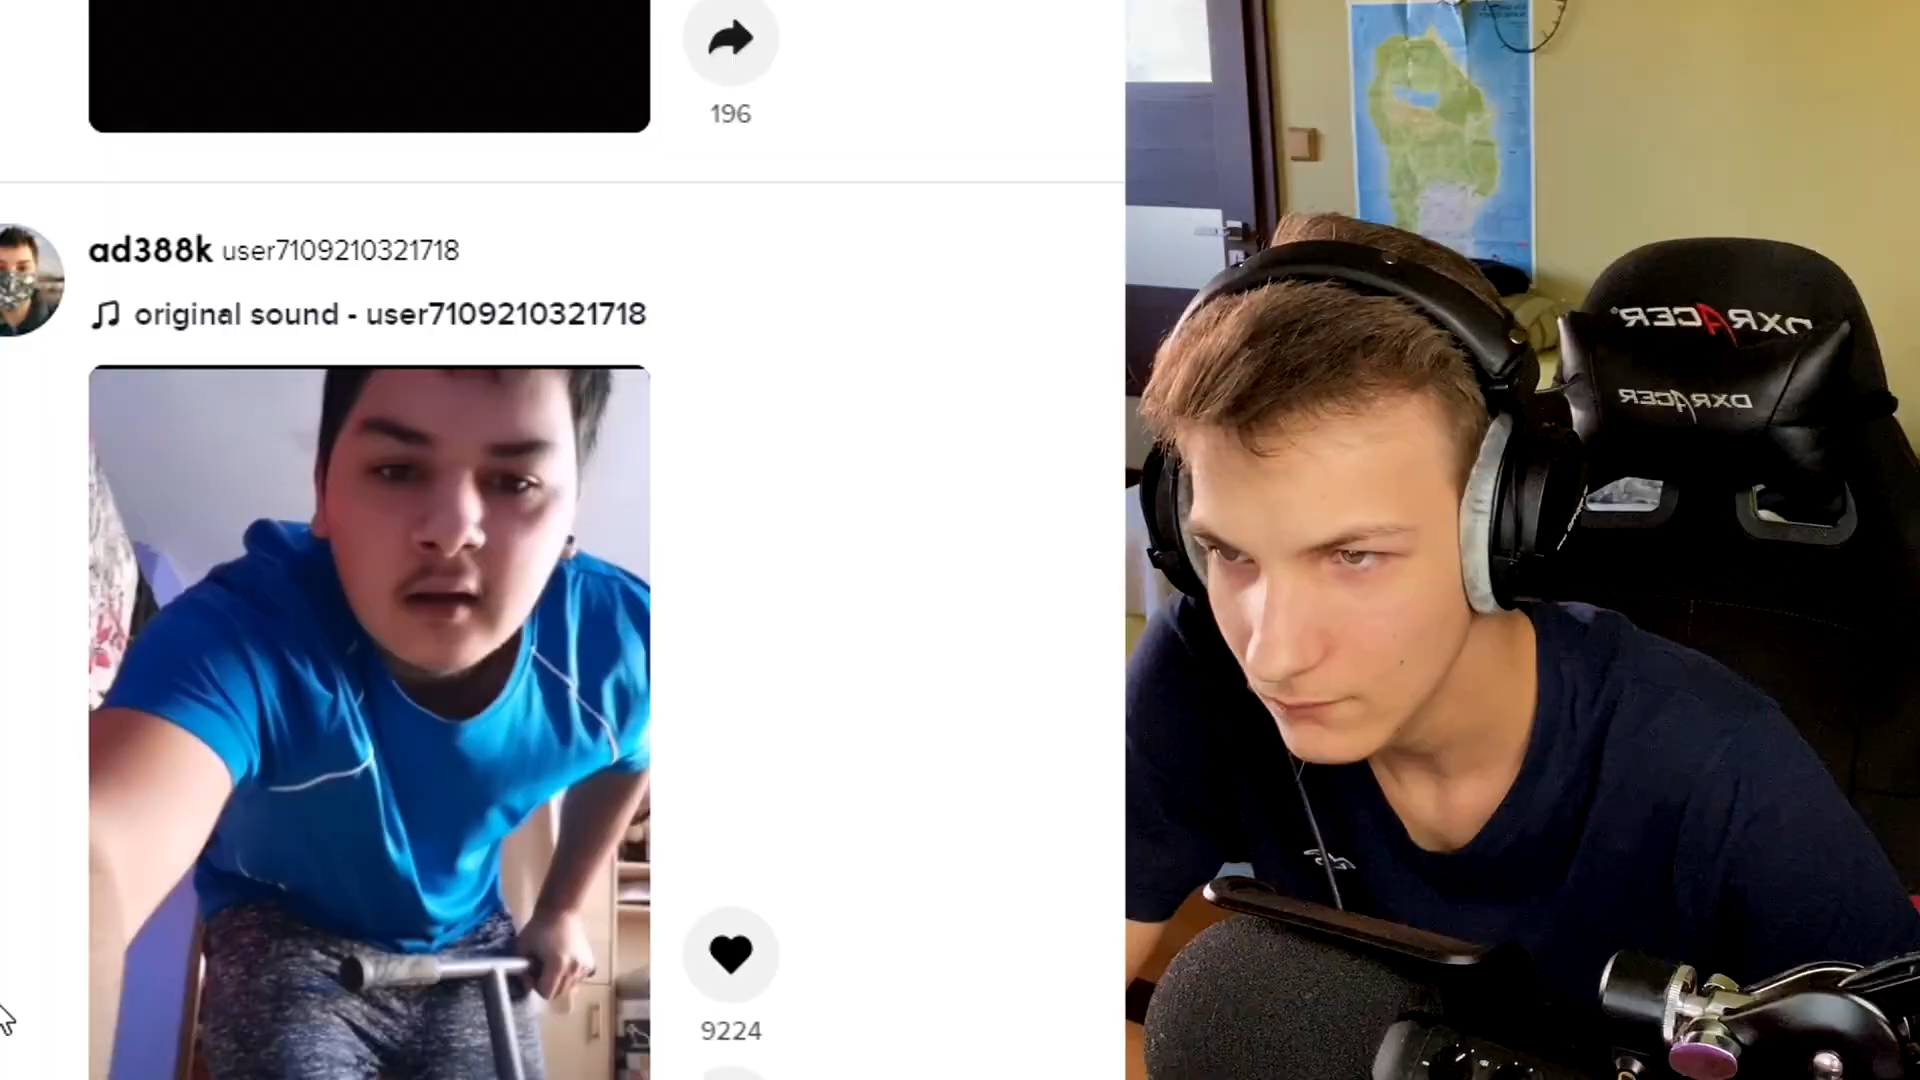 196
ad388k user7109210321718
original sound - user7109210321718
9224
DXRACER
DXRACER